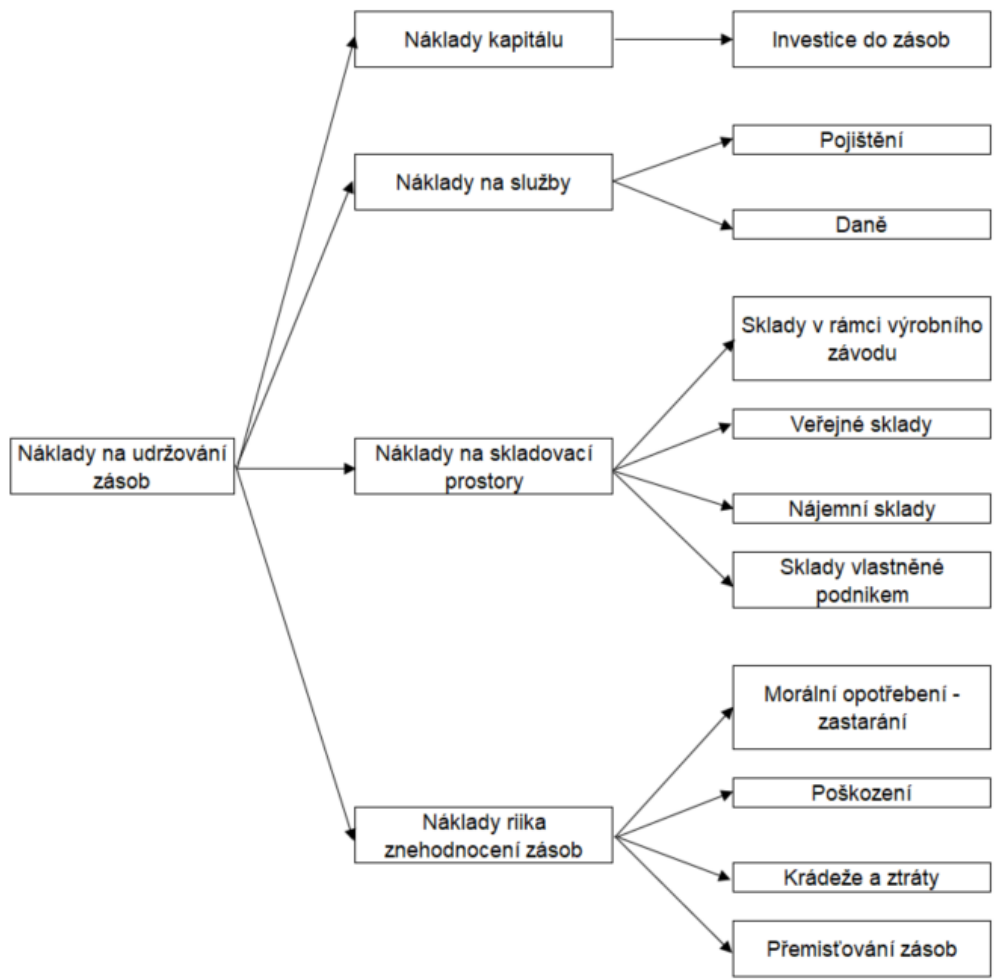 Náklady kapitálu
Investice do zásob
Pojištění
Náklady na služby
Daně
Sklady v rámci výrobního
závodu
Veřejné sklady
Náklady na udržování
zásob
Náklady na skladovací
prostory
Nájemní sklady
Sklady vlastněné
podnikem
Morální opotřebení -
zastarání
Poškození
Náklady riika
znehodnocení zásob
Krádeže a ztráty
Přemisťování zásob